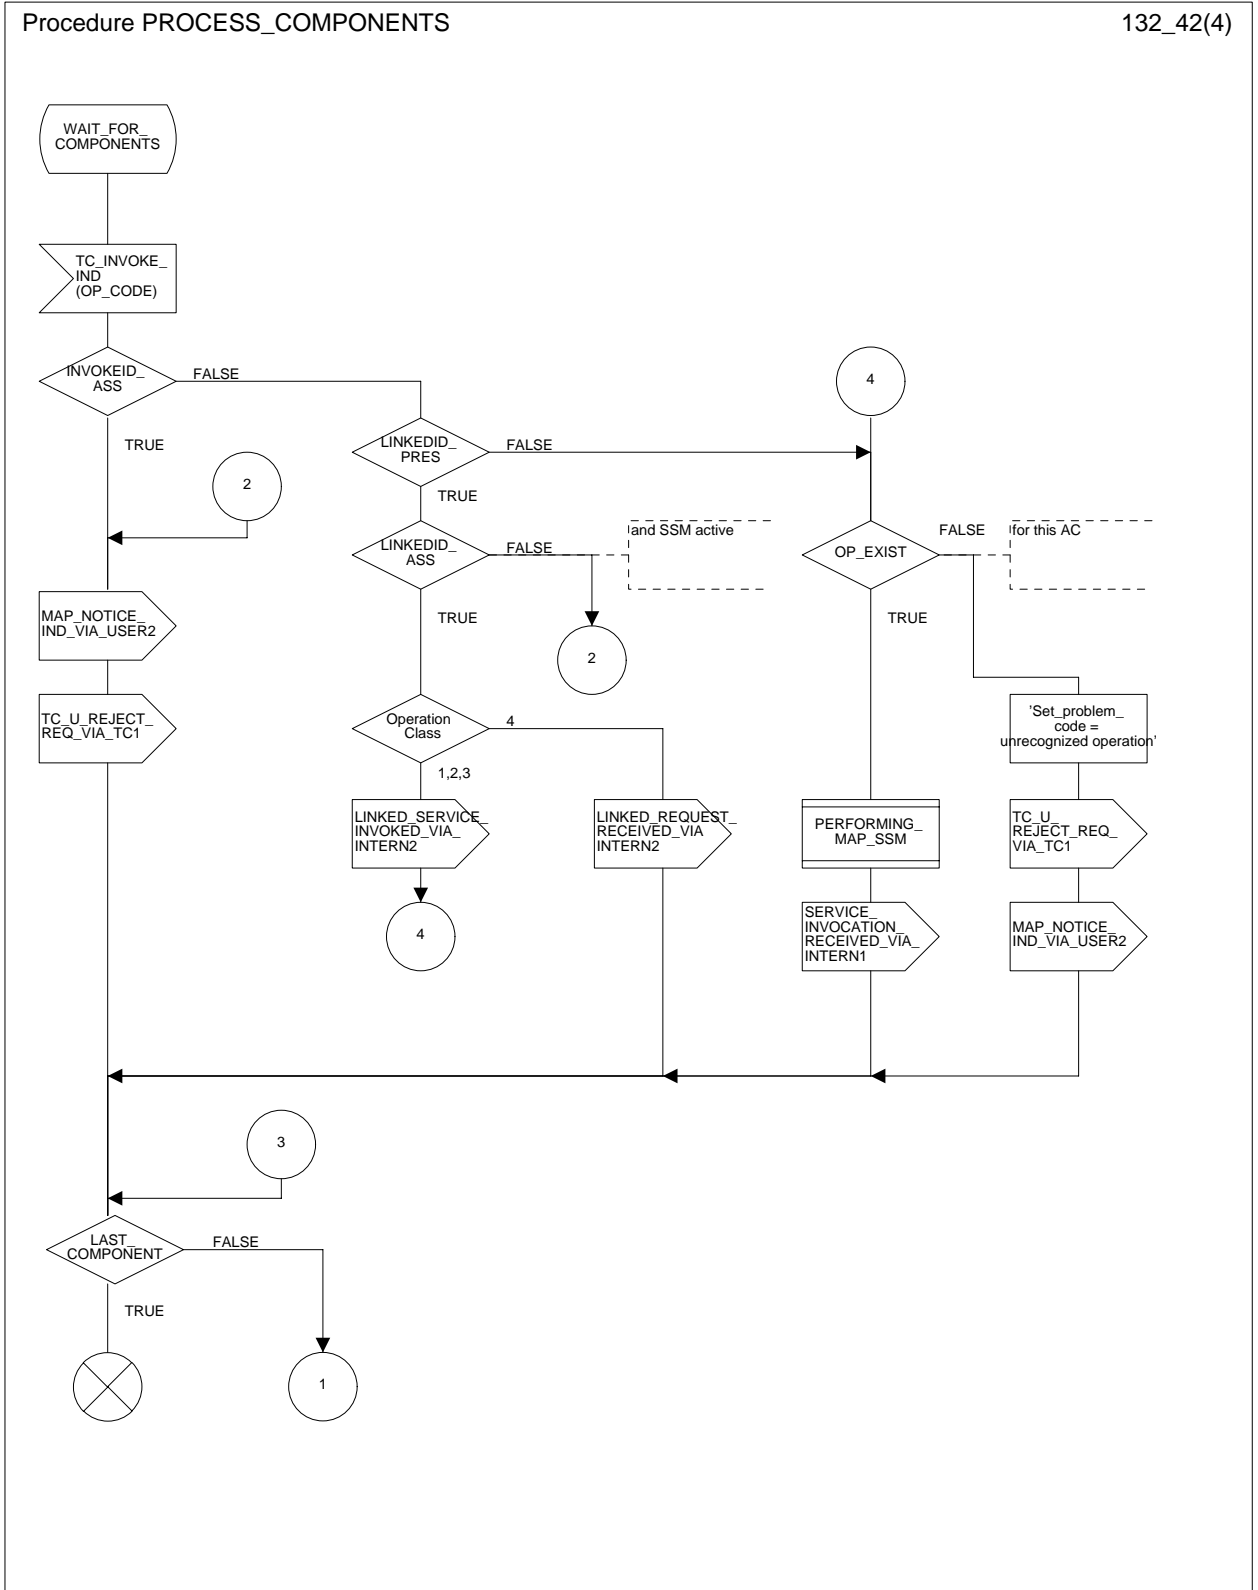 Procedure PROCESS_COMPONENTS
132_42(4)
WAIT_FOR_
COMPONENTS
TC_INVOKE_
IND
(OP_CODE)
INVOKEID_
ASS
FALSE
TRUE
4
LINKEDID_
PRES
FALSE
TRUE
2
LINKEDID_
ASS
FALSE
and SSM active
TRUE
2
OP_EXIST
FALSE
for this AC
TRUE
MAP_NOTICE_
IND_VIA_USER2
TC_U_REJECT_
REQ_VIA_TC1
Operation
Class
4
1,2,3
'Set_problem_
code =
unrecognized operation'
LINKED_SERVICE_
INVOKED_VIA_
INTERN2
LINKED_REQUEST_
RECEIVED_VIA
INTERN2
PERFORMING_
MAP_SSM
TC_U_
REJECT_REQ_
VIA_TC1
4
SERVICE_
INVOCATION_
RECEIVED_VIA_
INTERN1
MAP_NOTICE_
IND_VIA_USER2
3
LAST_
COMPONENT
FALSE
TRUE
1